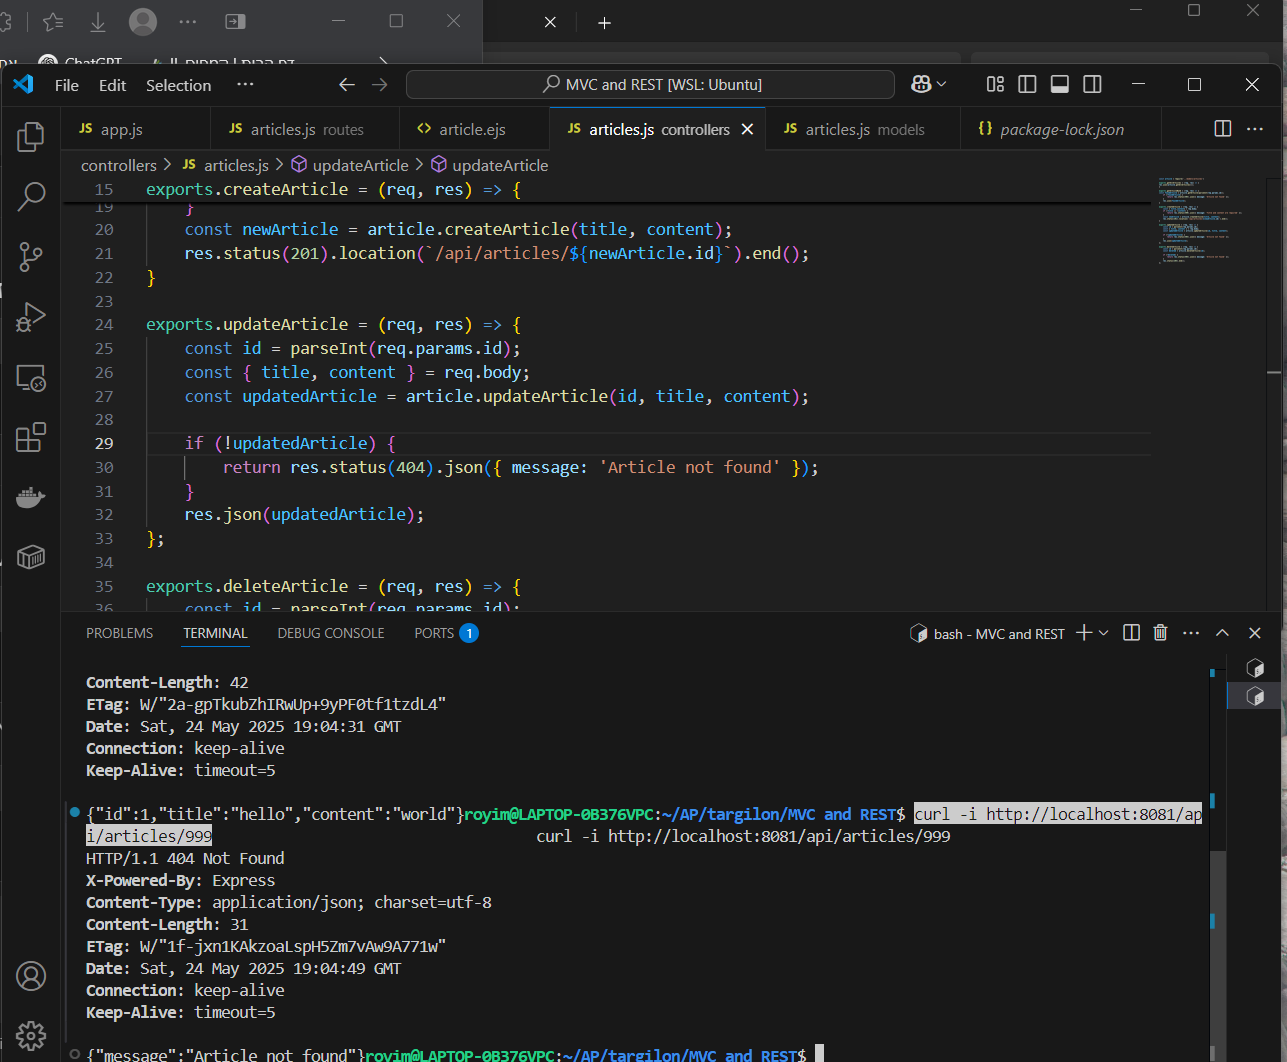 ChatGPT
File Edit Selection ··· MVC and REST [WSL: Ubuntu]
JS app.js JS articles.js routes <> article.ejs JS articles.js controllers JS articles.js models {} package-lock.json
controllers > JS articles.js > updateArticle > updateArticle
15 exports.createArticle = (req, res) => {
19 }
20 const newArticle = article.createArticle(title, content);
21 res.status(201).location(`/api/articles/${newArticle.id}`).end();
22 }
23
24 exports.updateArticle = (req, res) => {
25 const id = parseInt(req.params.id);
26 const { title, content } = req.body;
27 const updatedArticle = article.updateArticle(id, title, content);
28
29 if (!updatedArticle) {
30 return res.status(404).json({ message: 'Article not found' });
31 }
32 res.json(updatedArticle);
33 };
34
35 exports.deleteArticle = (req, res) => {
36 const id = parseInt(req.params.id);
PROBLEMS TERMINAL DEBUG CONSOLE PORTS 1 bash - MVC and REST
Content-Length: 42
ETag: W/"2a-gpTkubZhIRwUp+9yPF0tf1tzdL4"
Date: Sat, 24 May 2025 19:04:31 GMT
Connection: keep-alive
Keep-Alive: timeout=5
{"id":1,"title":"hello","content":"world"}royim@LAPTOP-0B376VPC:~/AP/targilon/MVC and REST$ curl -i http://localhost:8081/ap
i/articles/999 curl -i http://localhost:8081/api/articles/999
HTTP/1.1 404 Not Found
X-Powered-By: Express
Content-Type: application/json; charset=utf-8
Content-Length: 31
ETag: W/"1f-jxn1KAkzoaLspH5Zm7vAw9A771w"
Date: Sat, 24 May 2025 19:04:49 GMT
Connection: keep-alive
Keep-Alive: timeout=5
{"message":"Article not found"}royim@LAPTOP-0B376VPC:~/AP/targilon/MVC and REST$